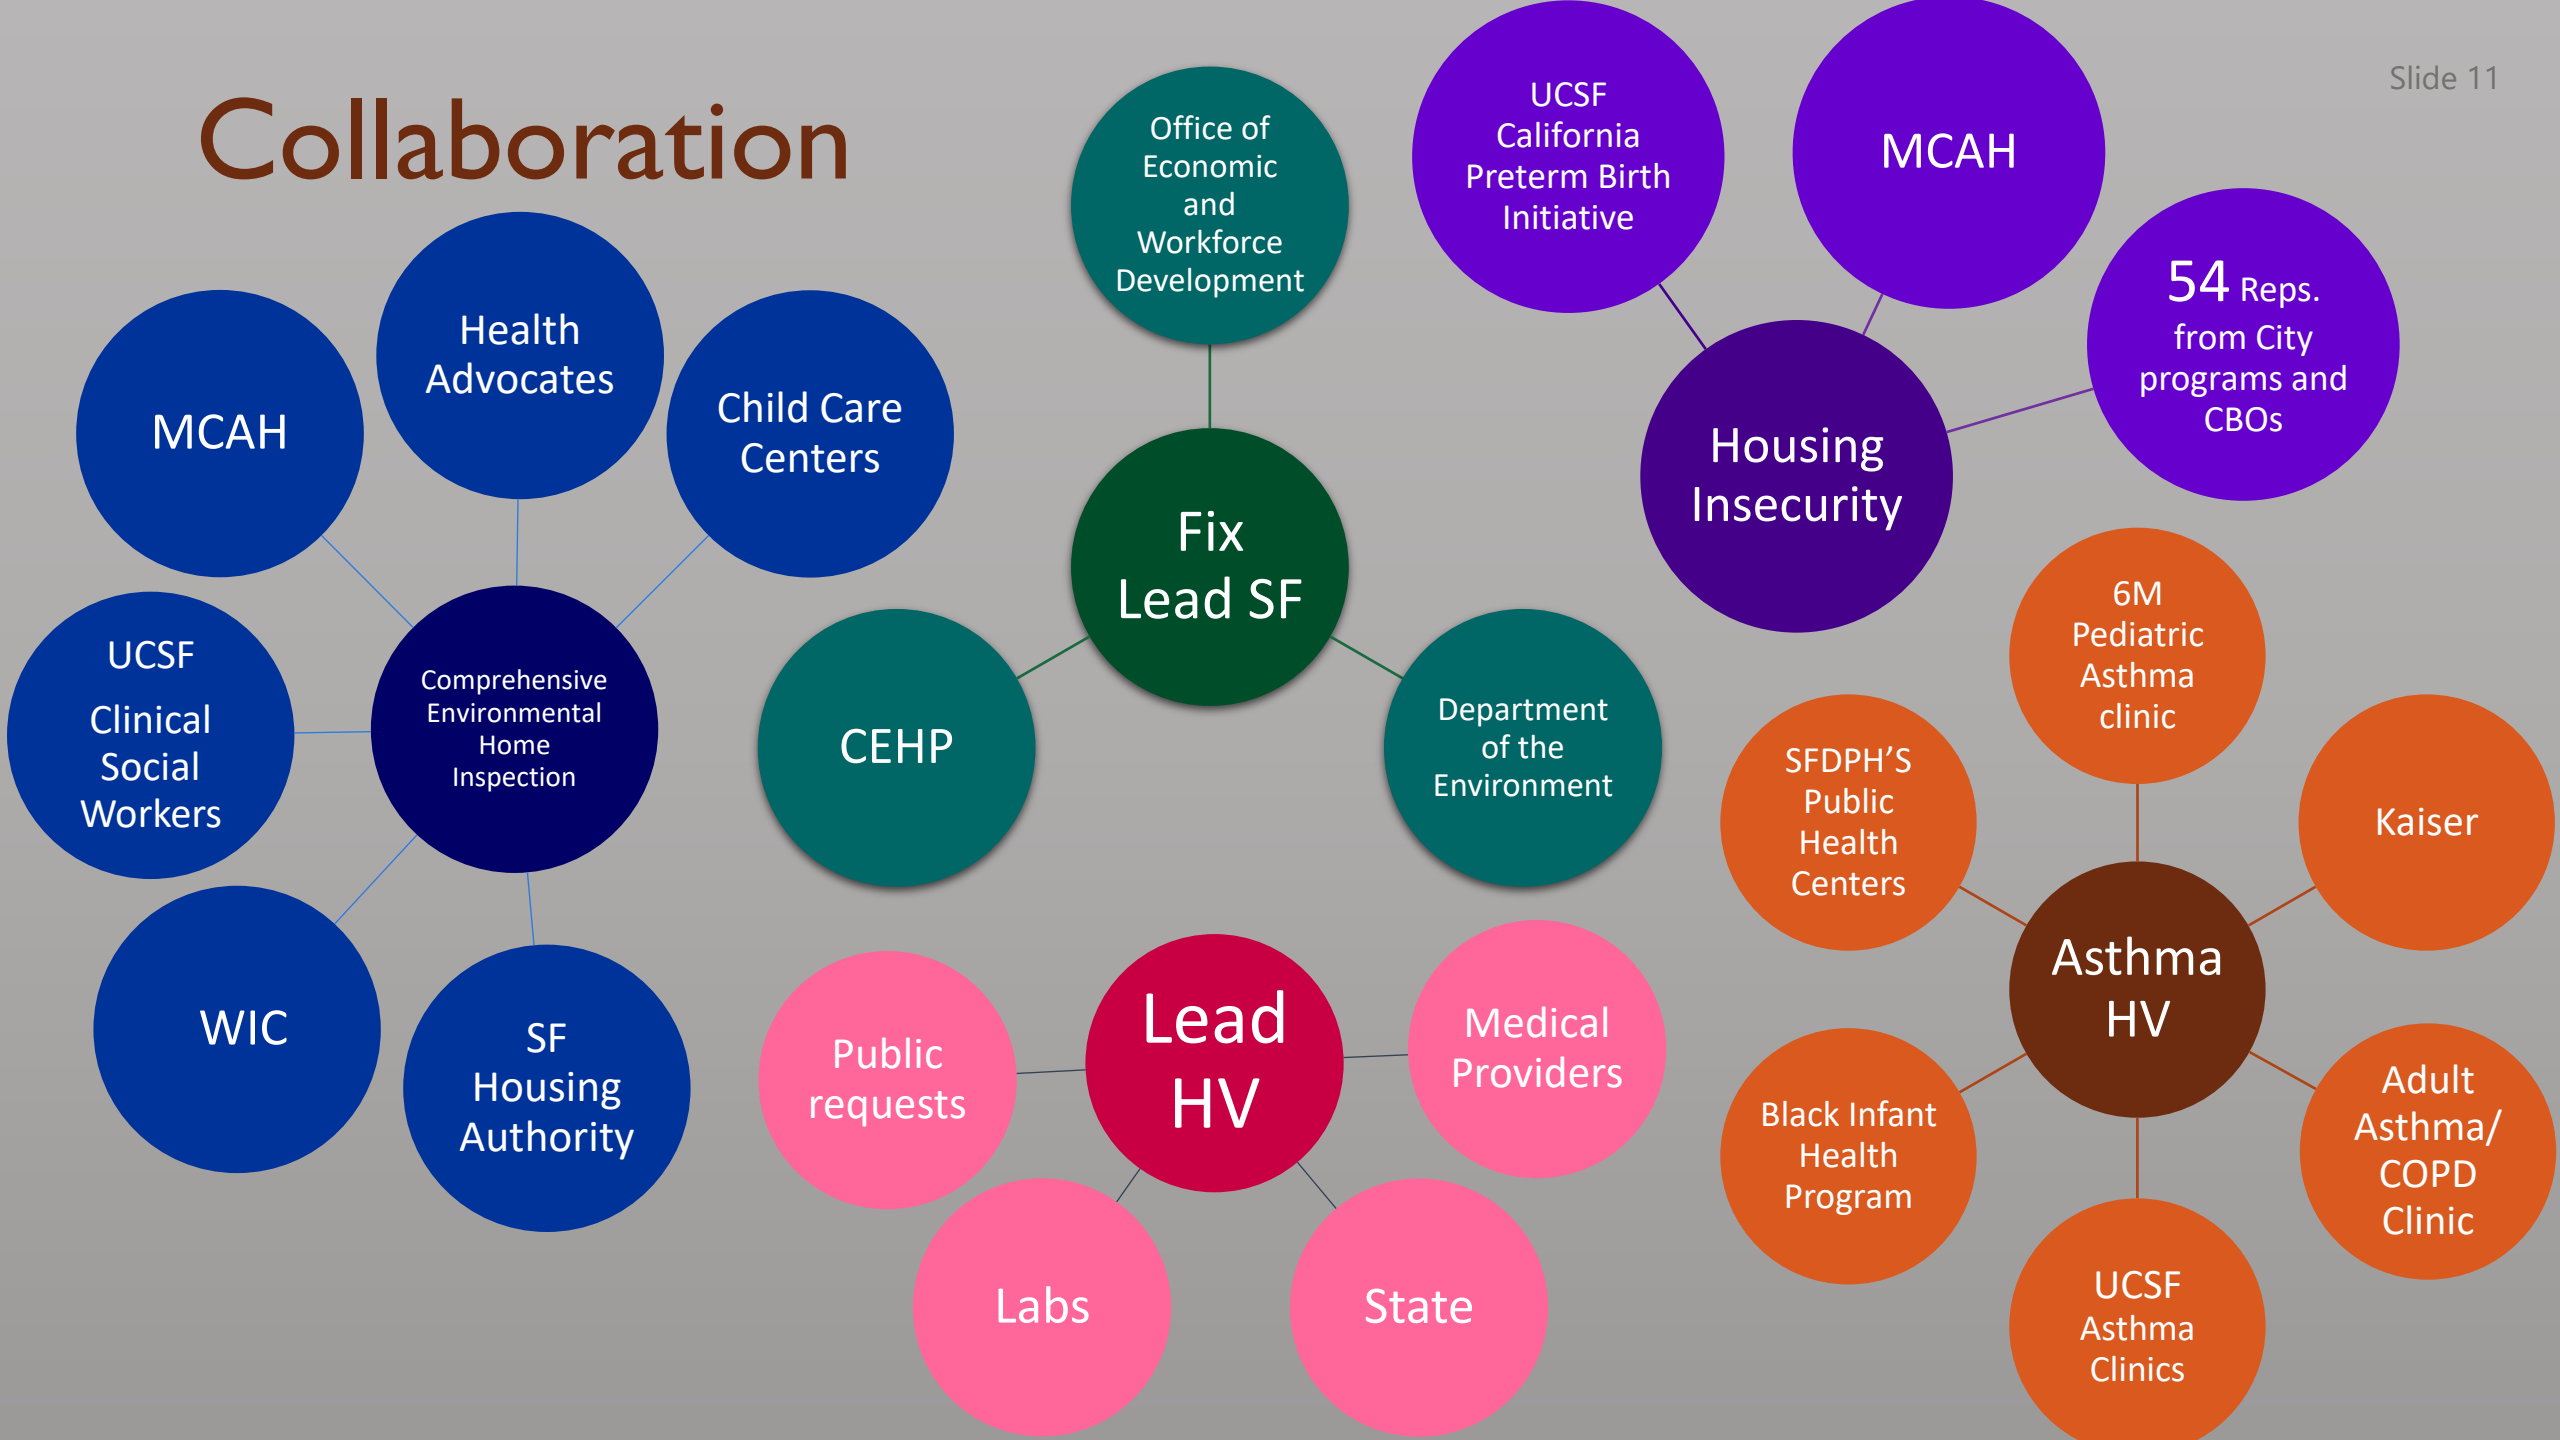 Slide 11
Collaboration
Health
Advocates
MCAH
Child Care
Centers
UCSF
Clinical
Social
Workers
Comprehensive
Environmental
Home
Inspection
WIC
SF
Housing
Authority
Office of
Economic
and
Workforce
Development
Fix
Lead SF
CEHP
Department
of the
Environment
UCSF
California
Preterm Birth
Initiative
MCAH
54 Reps.
from City
programs and
CBOs
Housing
Insecurity
Lead
HV
Public
requests
Medical
Providers
Labs
State
6M
Pediatric
Asthma
clinic
SFDPH’S
Public
Health
Centers
Kaiser
Asthma
HV
Black Infant
Health
Program
Adult
Asthma/
COPD
Clinic
UCSF
Asthma
Clinics